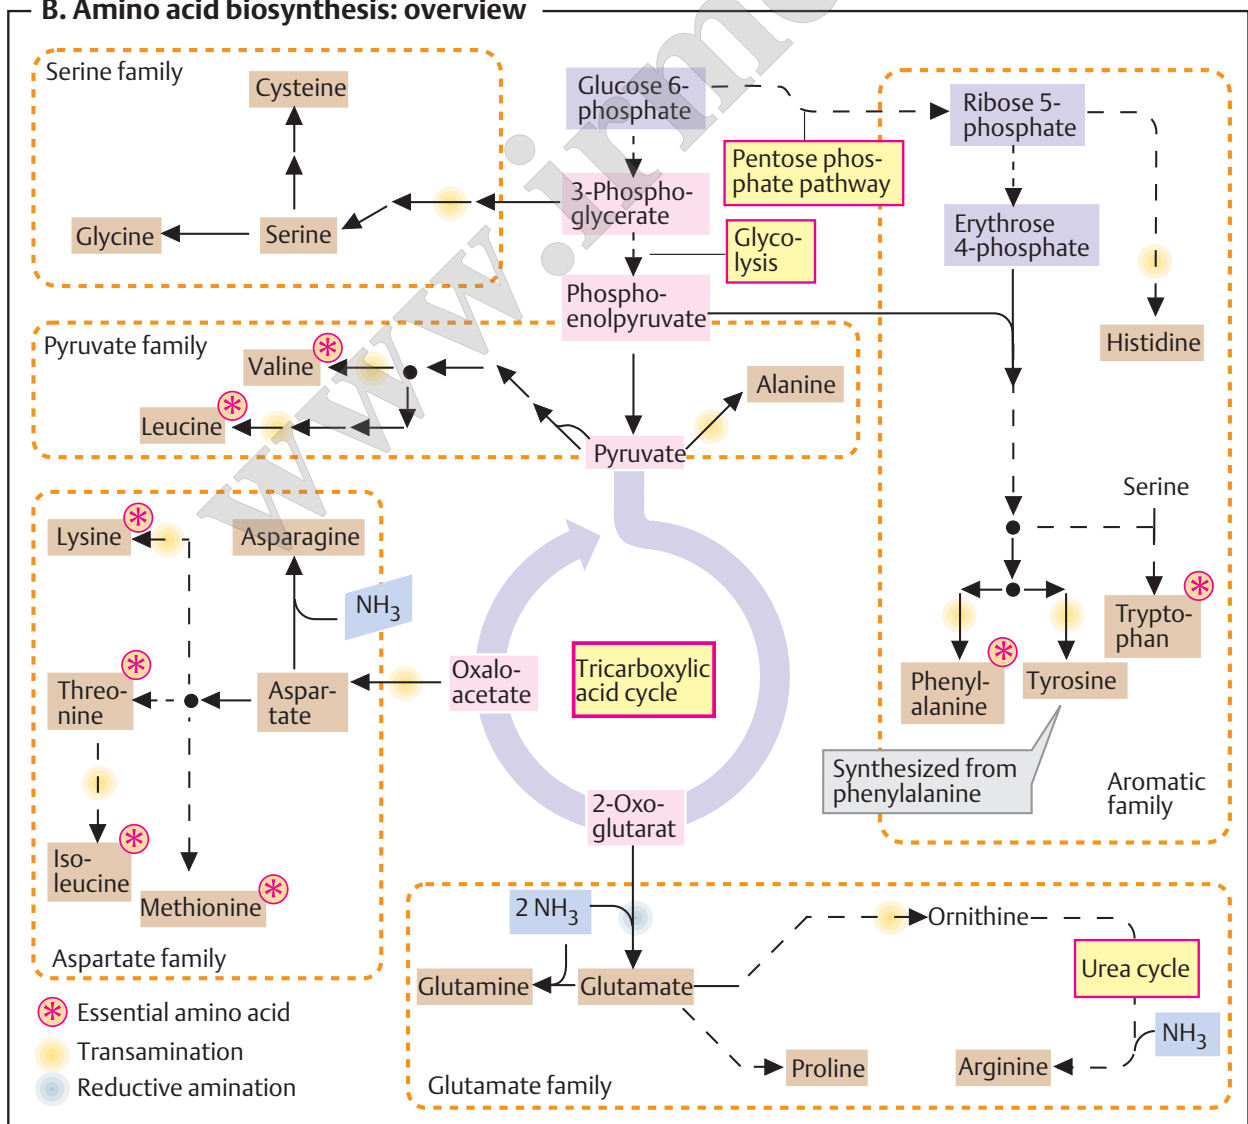 B. Amino acid biosynthesis: overview
Serine family
Cysteine
Glycine
Serine
Glucose 6-
phosphate
3-Phospho-
glycerate
Phospho-
enolpyruvate
Pentose phos-
phate pathway
Glyco-
lysis
Ribose 5-
phosphate
Erythrose
4-phosphate
Histidine
Pyruvate family
Valine
*
Leucine
*
Alanine
Pyruvate
Lysine
*
Asparagine
NH3
Threo-
nine
*
Aspar-
tate
Oxalo-
acetate
Tricarboxylic
acid cycle
Iso-
leucine
*
Methionine
*
Aspartate family
2-Oxo-
glutarat
Serine
Trypto-
phan
*
Phenyl-
alanine
*
Tyrosine
Synthesized from
phenylalanine
Aromatic
family
2 NH3
Glutamine
Glutamate
Ornithine
Urea cycle
NH3
Proline
Arginine
Glutamate family
* Essential amino acid
Transamination
Reductive amination